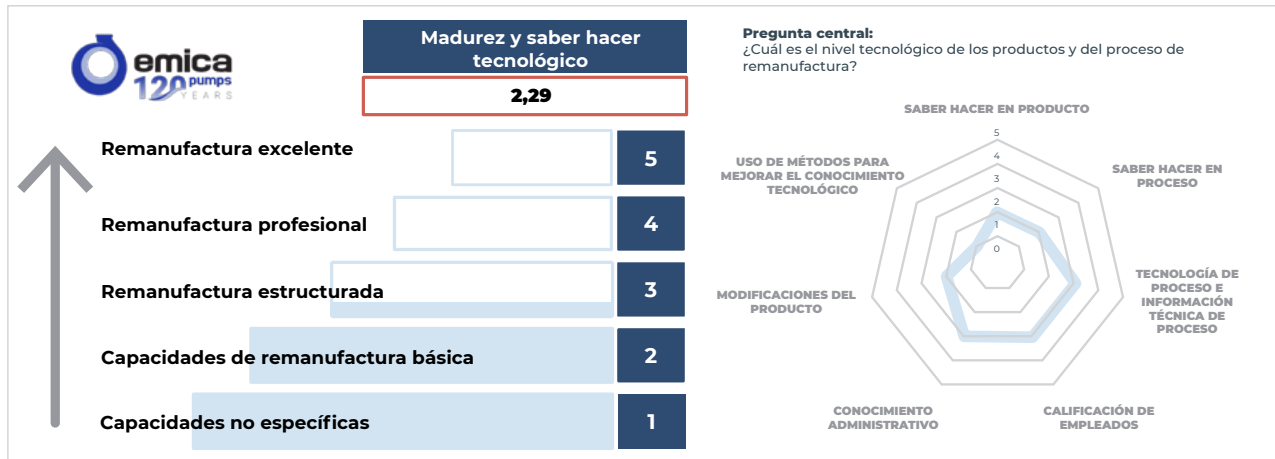 emica
pumps
120
YEARS
Madurez y saber hacer
tecnológico
2,29
Remanufactura excelente
5
Remanufactura profesional
4
Remanufactura estructurada
3
Capacidades de remanufactura básica
2
Capacidades no específicas
1
Pregunta central:
¿Cuál es el nivel tecnológico de los productos y del proceso de
remanufactura?
SABER HACER EN PRODUCTO
5
4
3
2
1
0
SABER HACER EN
PROCESO
TECNOLOGÍA DE
PROCESO E
INFORMACIÓN
TÉCNICA DE
PROCESO
CALIFICACIÓN DE
EMPLEADOS
CONOCIMIENTO
ADMINISTRATIVO
MODIFICACIONES DEL
PRODUCTO
USO DE MÉTODOS PARA
MEJORAR EL CONOCIMIENTO
TECNOLÓGICO